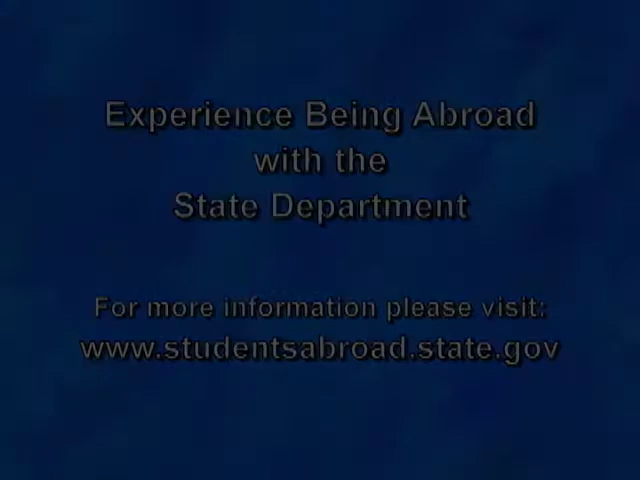 Experience Being Abroad
with the
State Department
For more information please visit:
www.studentsabroad.state.gov